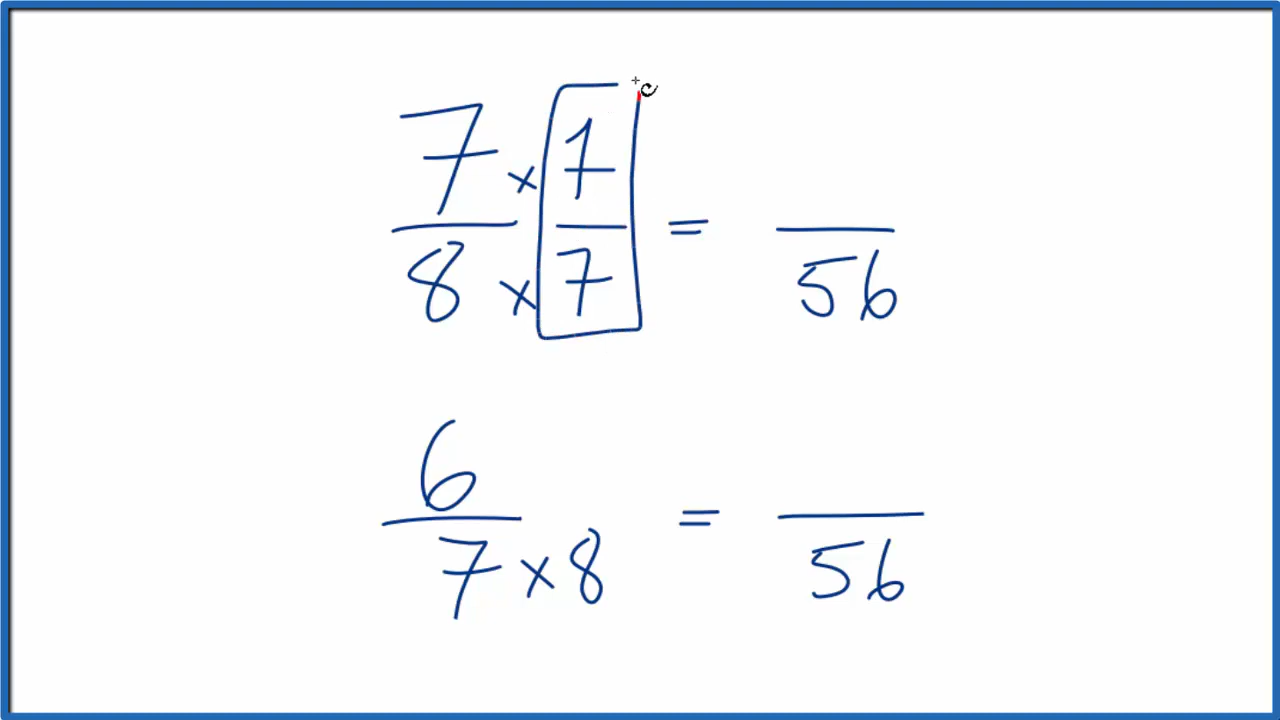 7 × 7
=
8 × 7 56
6
=
7 × 8 56